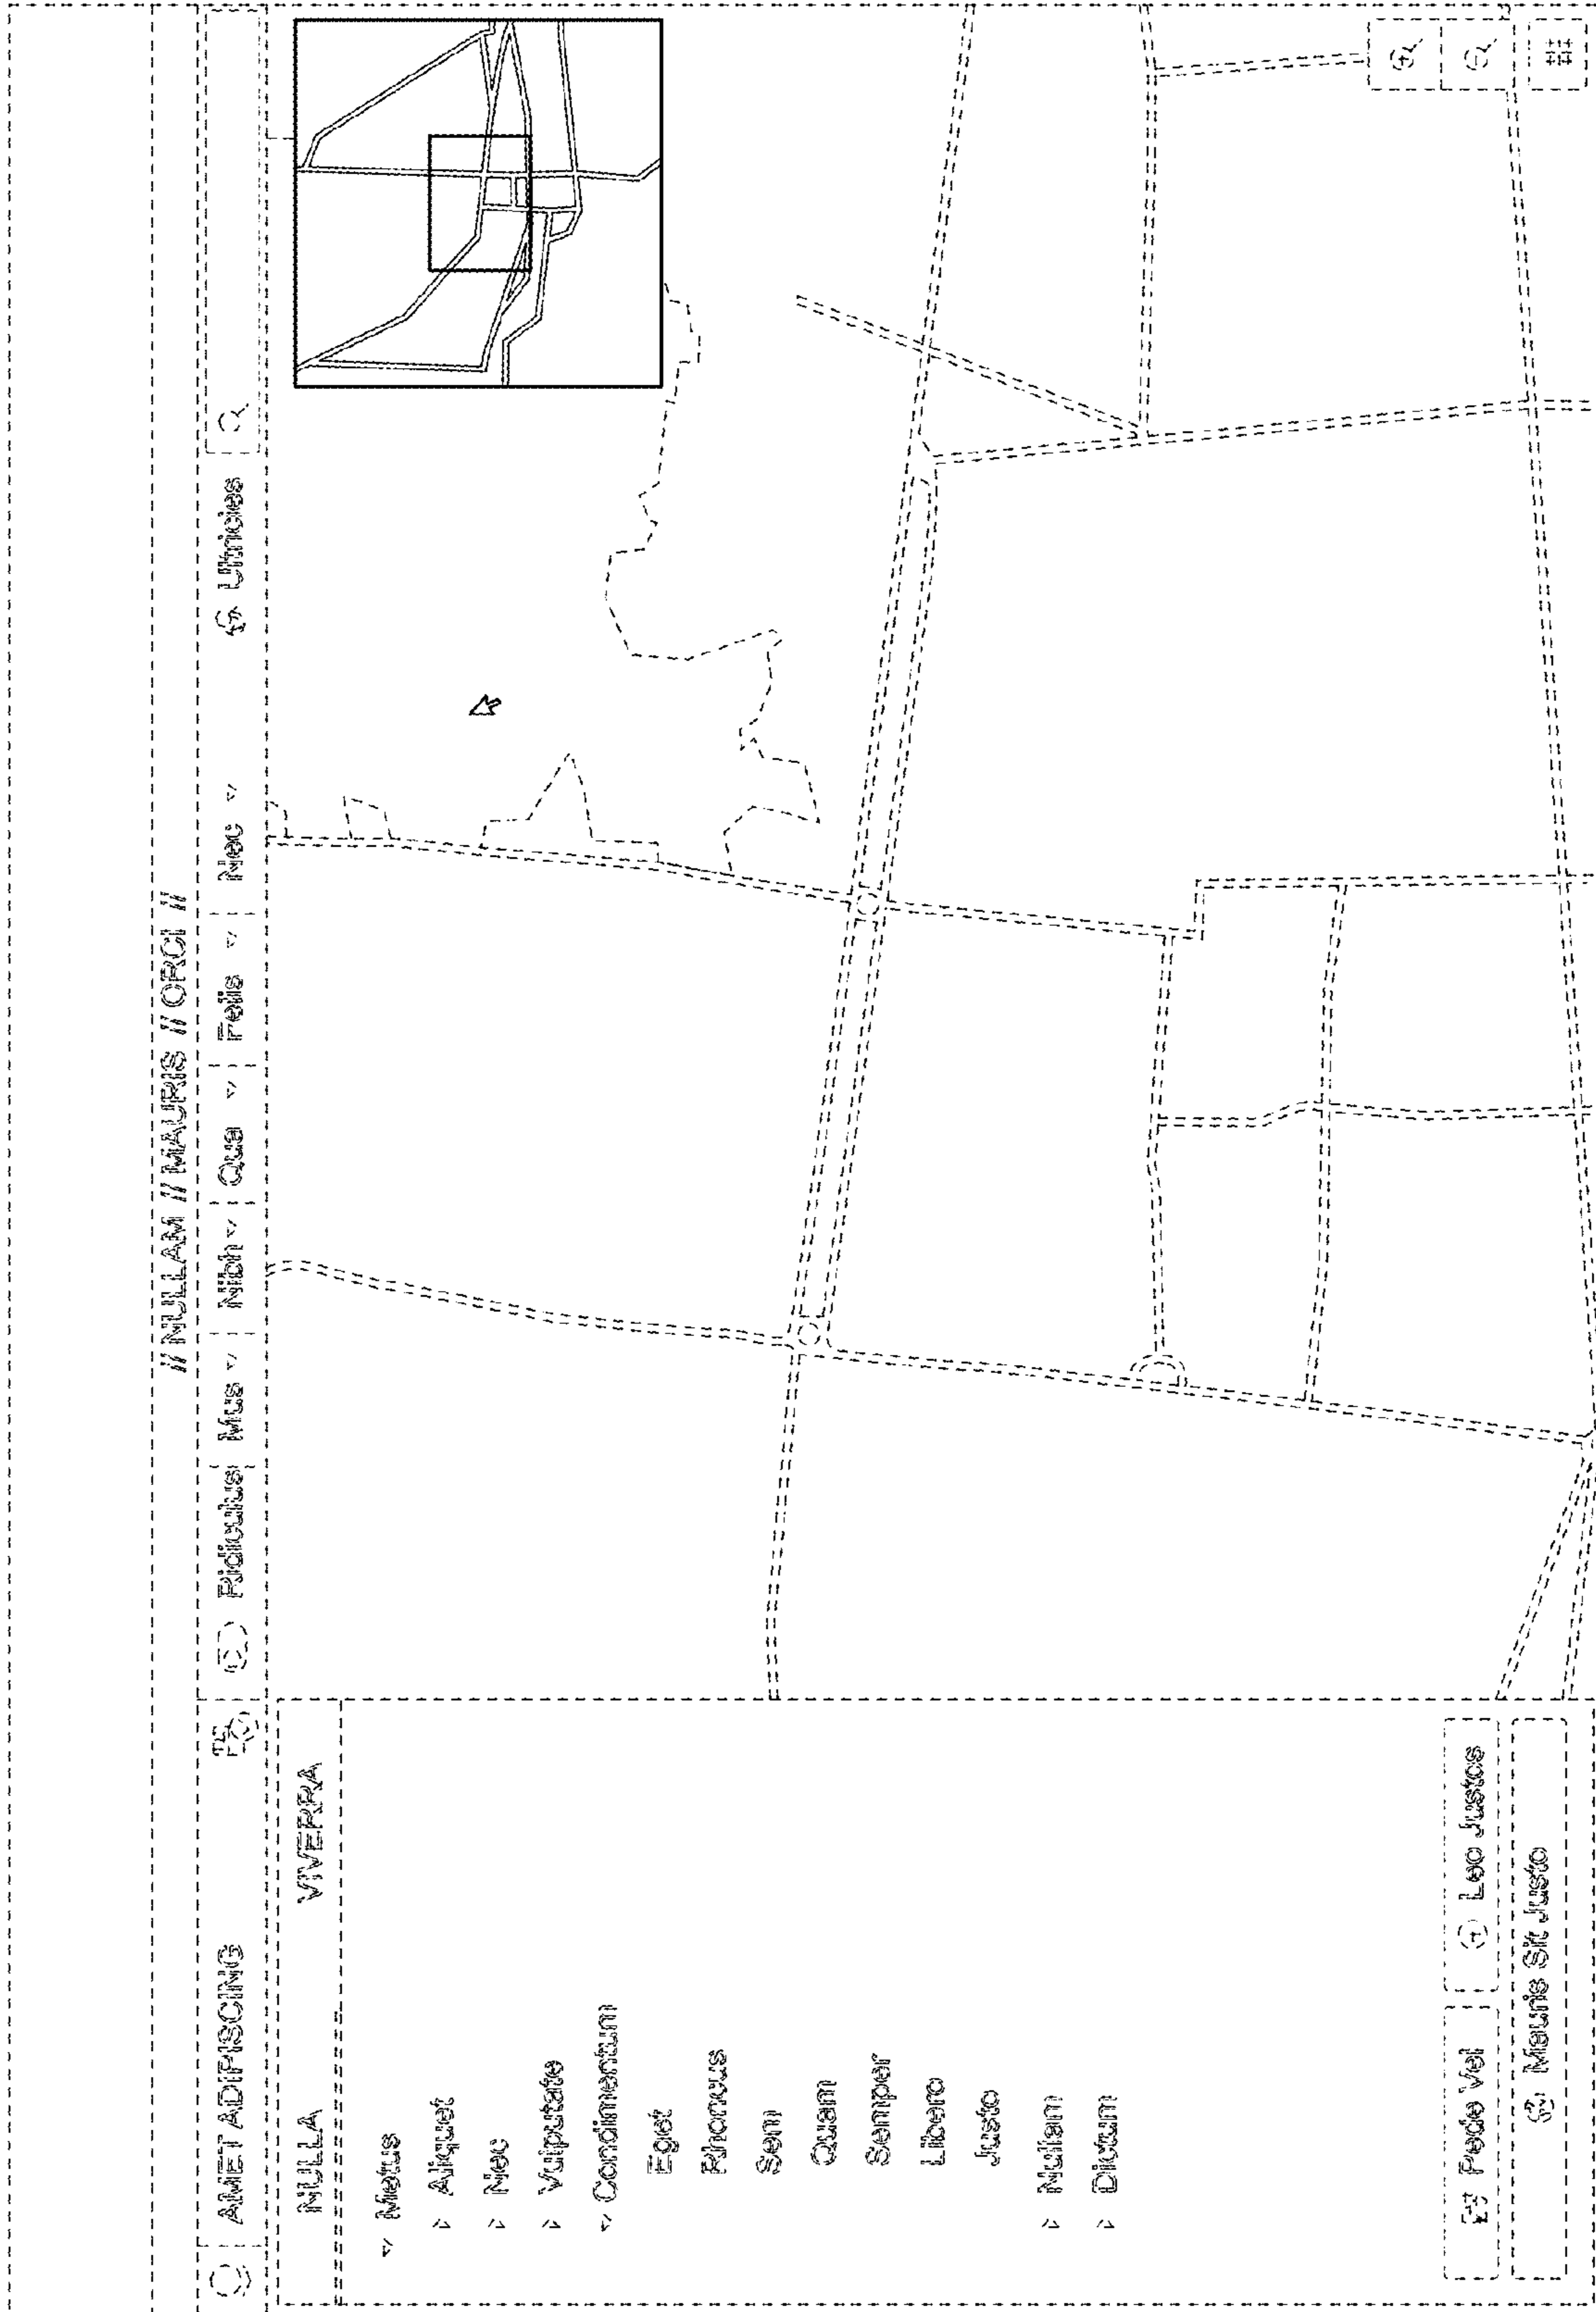 // NULLAM // MAURIS // ORCI //
AMET ADIPISCING
Ridiculus
Mus
Nibh
Qua
Felis
Nec
Ultricies
NULLA
VIVERRA
Metus
Aliquet
Nec
Vulputate
Condimentum
Eget
Rhoncus
Sem
Quam
Semper
Libero
Justo
Nullam
Dictum
Pede Vel
Leo Justos
Mauris Sit Justo